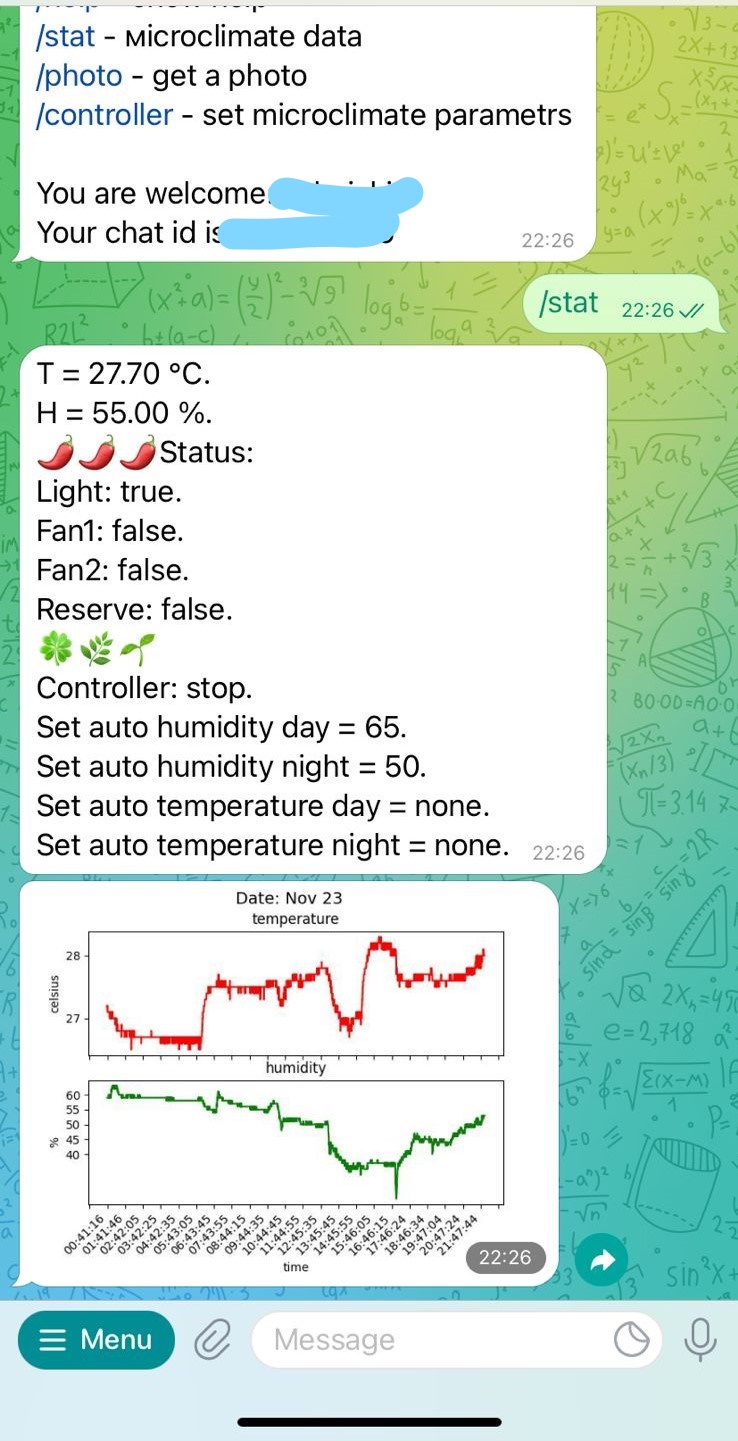 /help - show help
/stat - мicroclimate data
/photo - get a photo
/controller - set microclimate parametrs
You are welcome
Your chat id is
22:26
/stat 22:26
T = 27.70 °C.
H = 55.00 %.
🌶️🌶️🌶️Status:
Light: true.
Fan1: false.
Fan2: false.
Reserve: false.
🍀🌿🌱
Controller: stop.
Set auto humidity day = 65.
Set auto humidity night = 50.
Set auto temperature day = none.
Set auto temperature night = none.
22:26
Date: Nov 23
temperature
celsius
28
27
humidity
%
60
55
50
45
40
00:41:16
01:41:46
02:42:05
03:42:25
04:42:35
05:43:05
06:43:45
07:43:55
08:44:15
09:44:35
10:44:45
11:44:55
12:45:35
13:45:45
14:45:55
15:46:05
16:46:15
17:46:24
18:46:34
19:47:04
20:47:24
21:47:44
time
22:26
Menu
Message